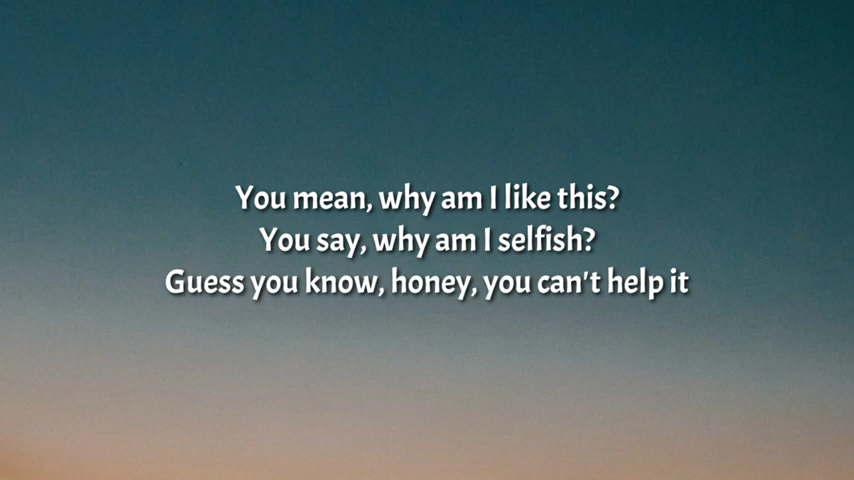 You mean, why am I like this?
You say, why am I selfish?
Guess you know, honey, you can't help it